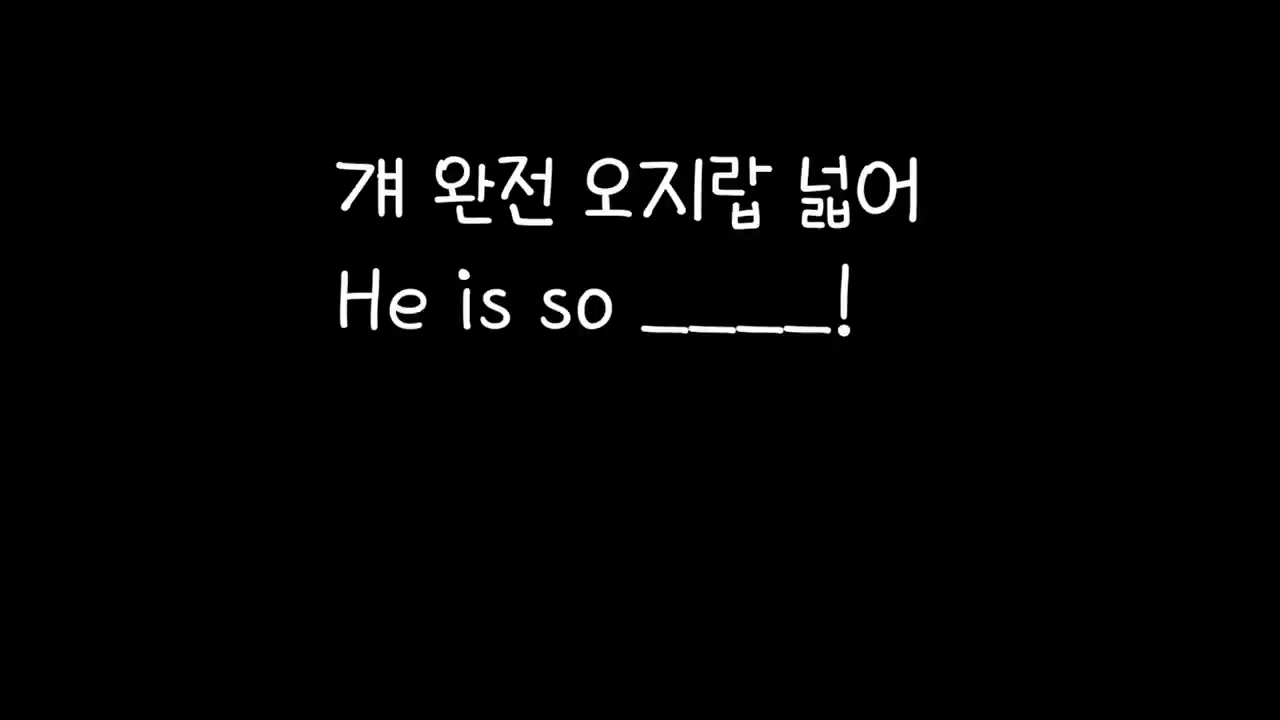 걔 완전 오지랍 넓어
He is so ____!